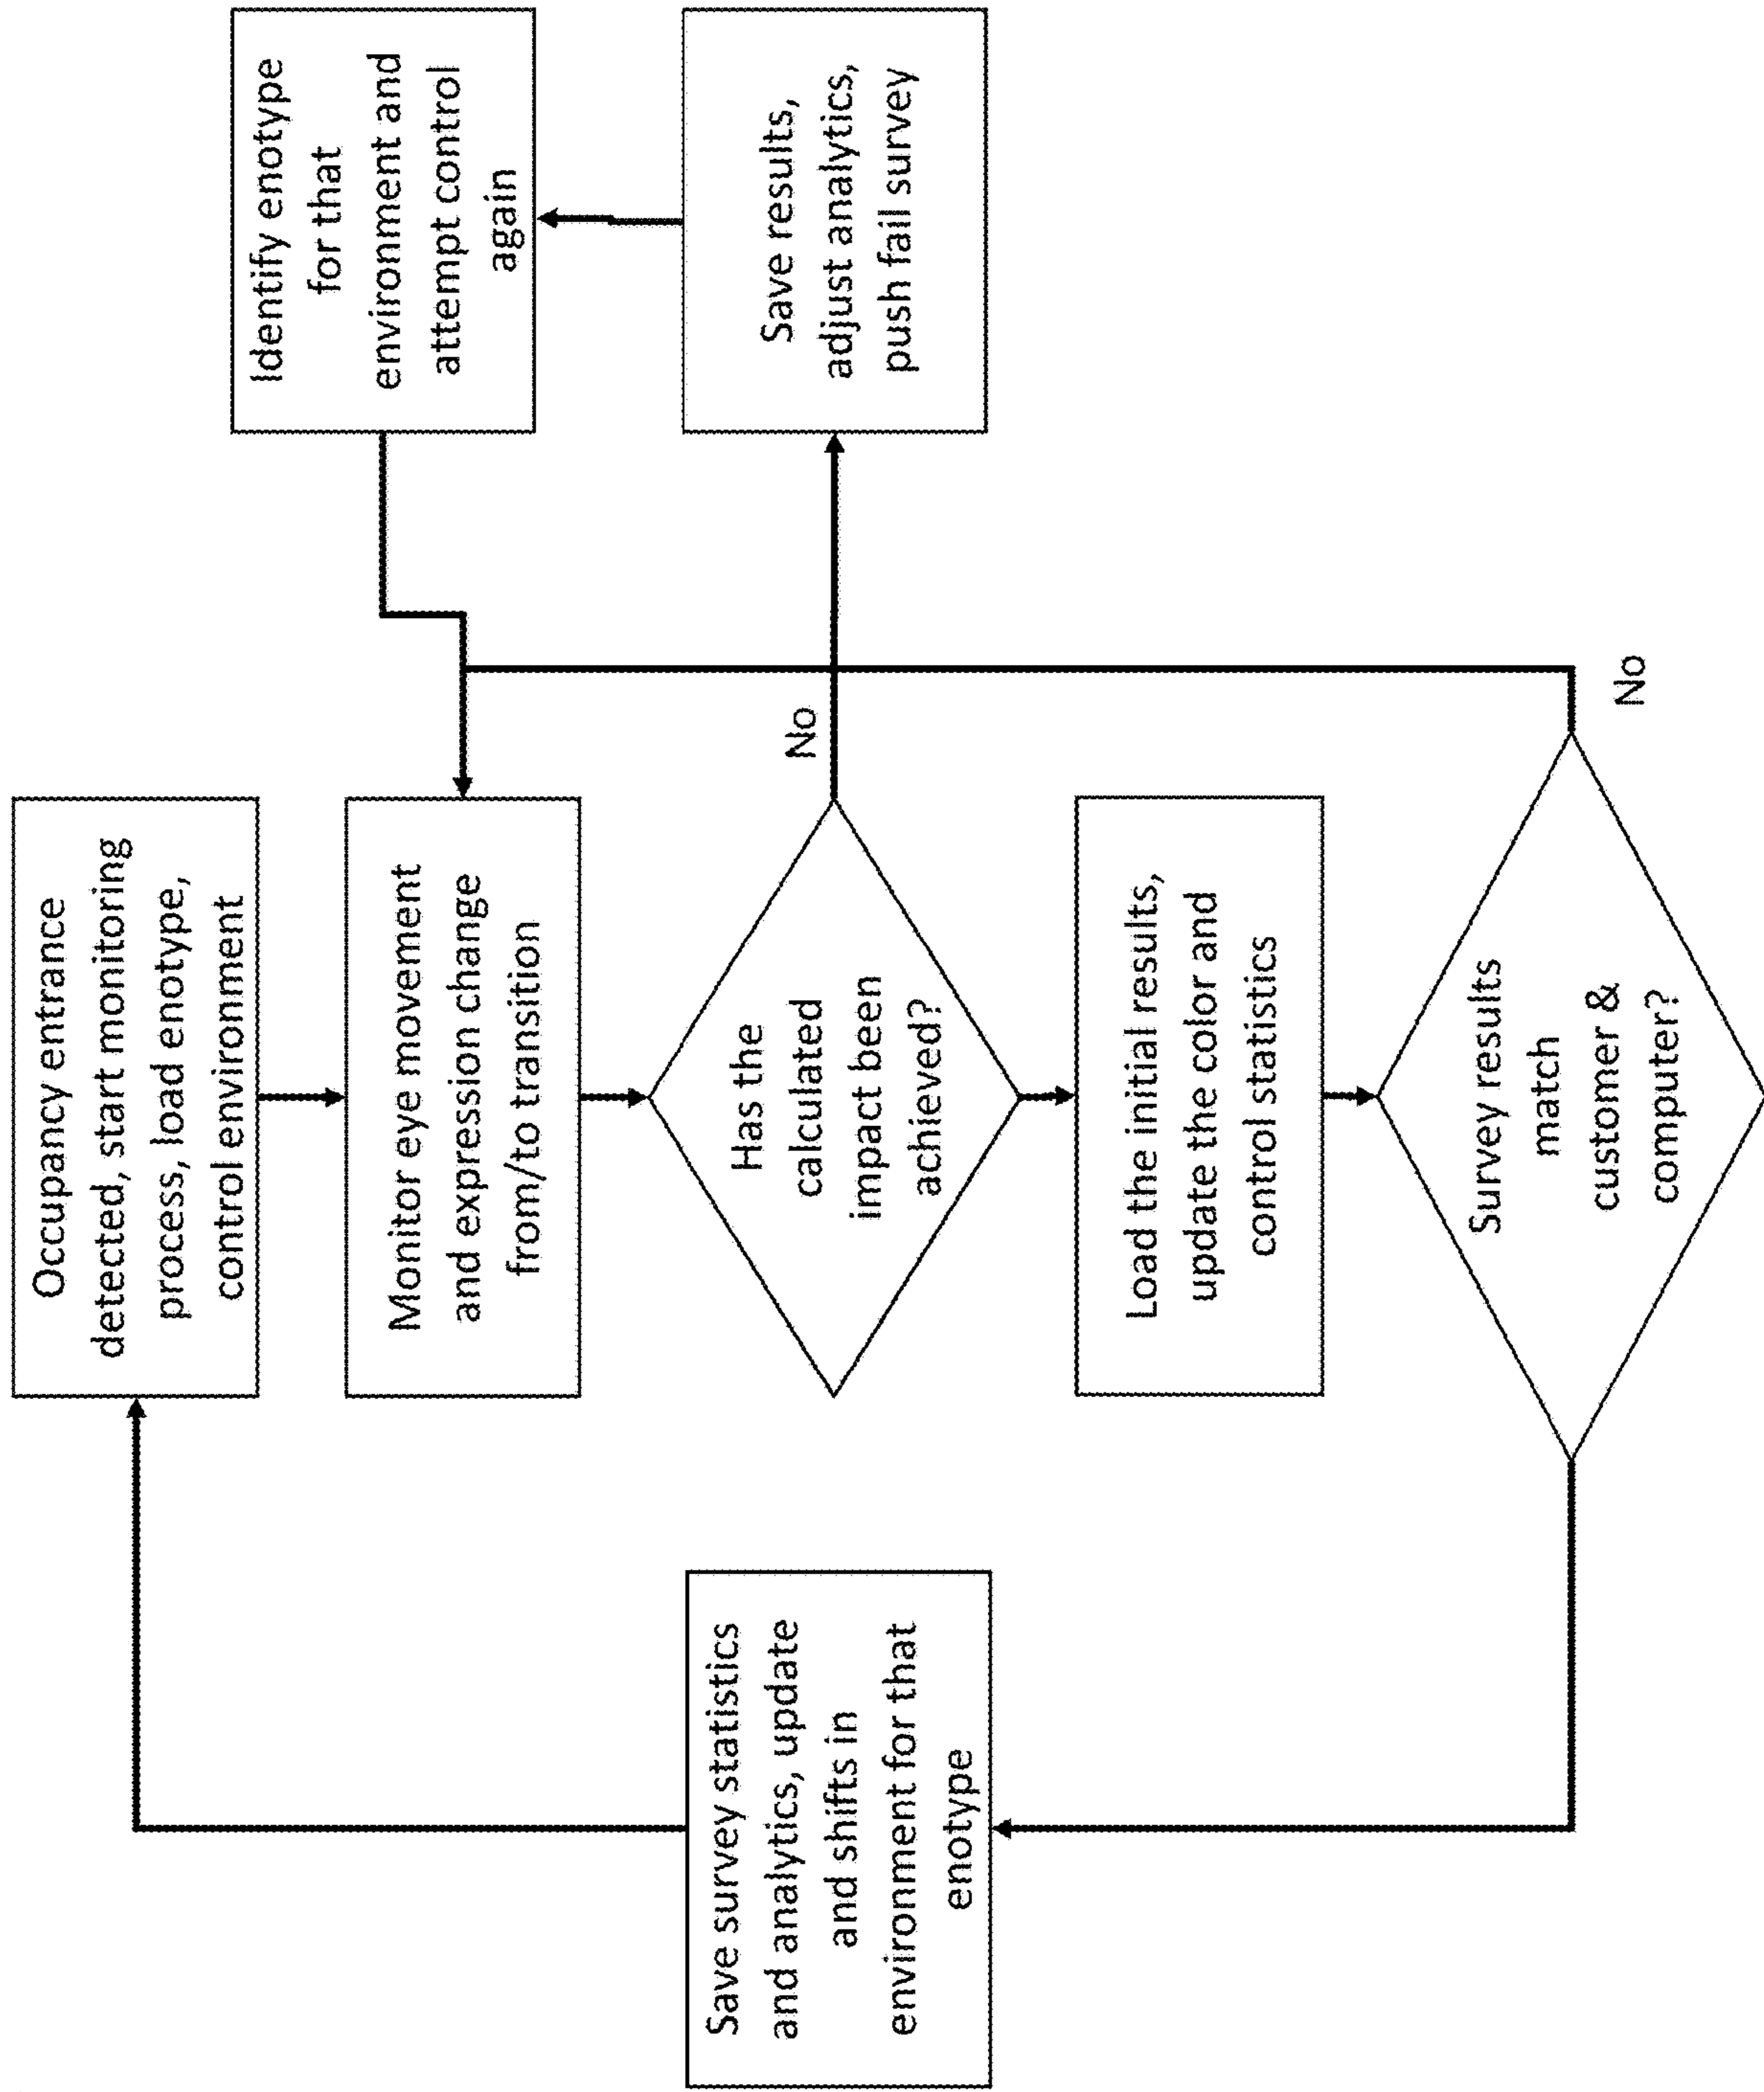 Occupancy entrance
detected, start monitoring
process, load enotype,
control environment
Monitor eye movement
and expression change
from/to transition
Has the
calculated
impact been
achieved?
No
Load the initial results,
update the color and
control statistics
Survey results
match
customer &
computer?
No
Save survey statistics
and analytics, update
and shifts in
environment for that
enotype
Identify enotype
for that
environment and
attempt control
again
Save results,
adjust analytics,
push fail survey